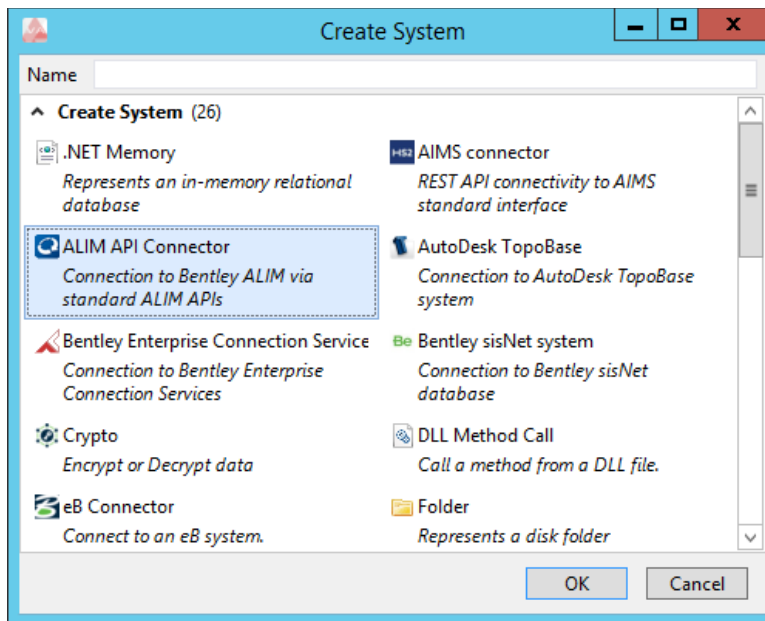 Create System
Name
Create System (26)
.NET Memory
Represents an in-memory relational
database
HS2 AIMS connector
REST API connectivity to AIMS
standard interface
ALIM API Connector
Connection to Bentley ALIM via
standard ALIM APIs
AutoDesk TopoBase
Connection to AutoDesk TopoBase
system
Bentley Enterprise Connection Service
Connection to Bentley Enterprise
Connection Services
Be Bentley sisNet system
Connection to Bentley sisNet
database
Crypto
Encrypt or Decrypt data
DLL Method Call
Call a method from a DLL file.
eB Connector
Connect to an eB system.
Folder
Represents a disk folder
OK
Cancel